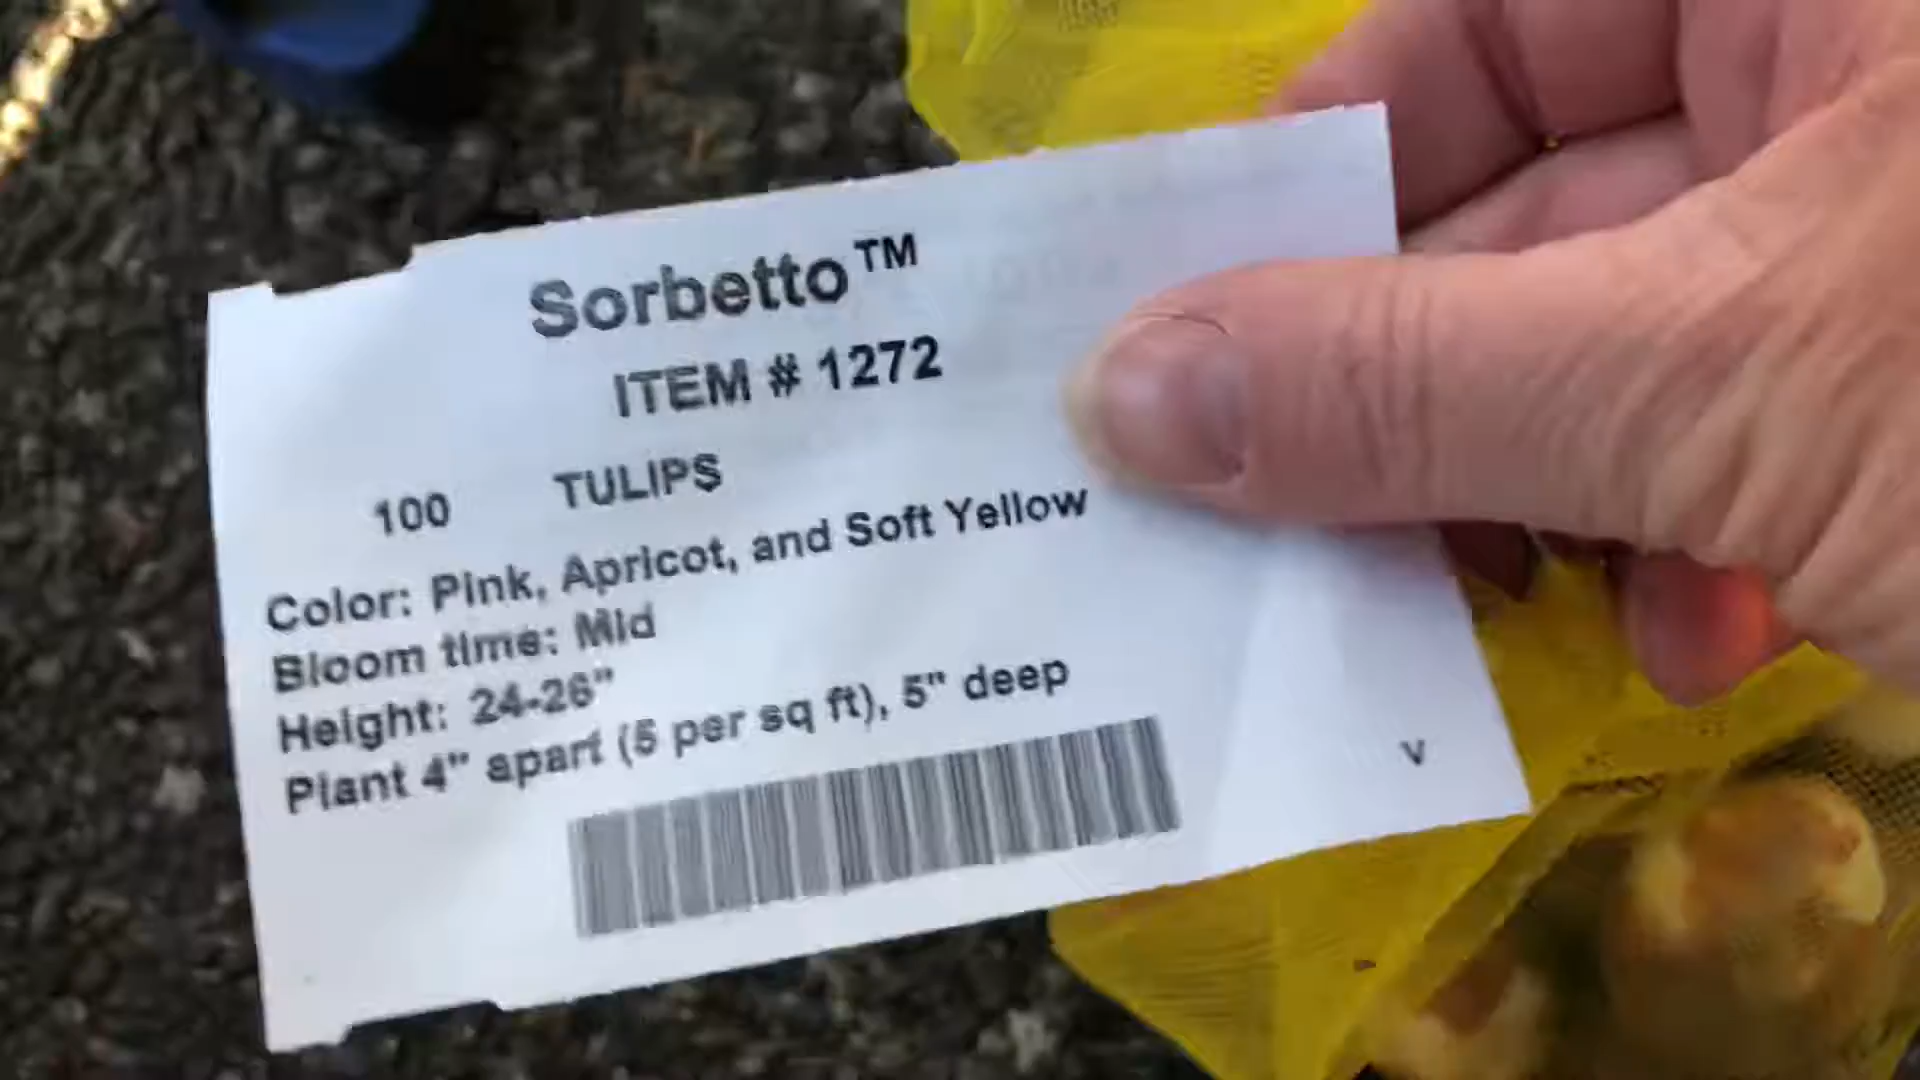 Sorbetto™
ITEM # 1272
100 TULIPS
Color: Pink, Apricot, and Soft Yellow
Bloom time: Mid
Height: 24-26"
Plant 4" apart (5 per sq ft), 5" deep
V